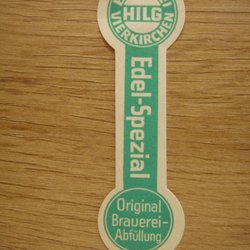 HILG
VIERKIRCHEN
Edel-Spezial
Original
Brauerei-
Abfüllung